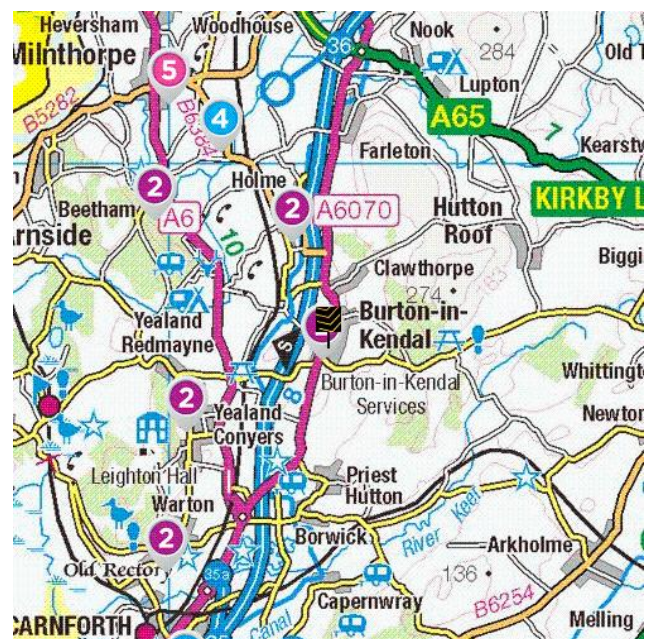 Heversham
Woodhouse
Nook
Milnthorpe
36
284
Old T
5
Lupton
B5282
B6384
4
A65
7
Kearstw
Farleton
Holme
2
2
KIRKBY L
Beetham
A6
A6070
Hutton
Roof
rnside
10
Biggi
Clawthorpe
274
Burton-in-
Kendal
Yealand
Redmayne
S
8
Whittingt
Burton-in-Kendal
Services
2
Newton
Yealand
Conyers
Leighton Hall
Priest
Hutton
Warton
River Keer
2
Borwick
Arkholme
Old Rectory
35a
136
B6254
CARNFORTH
Canal
Capernwray
Melling
35